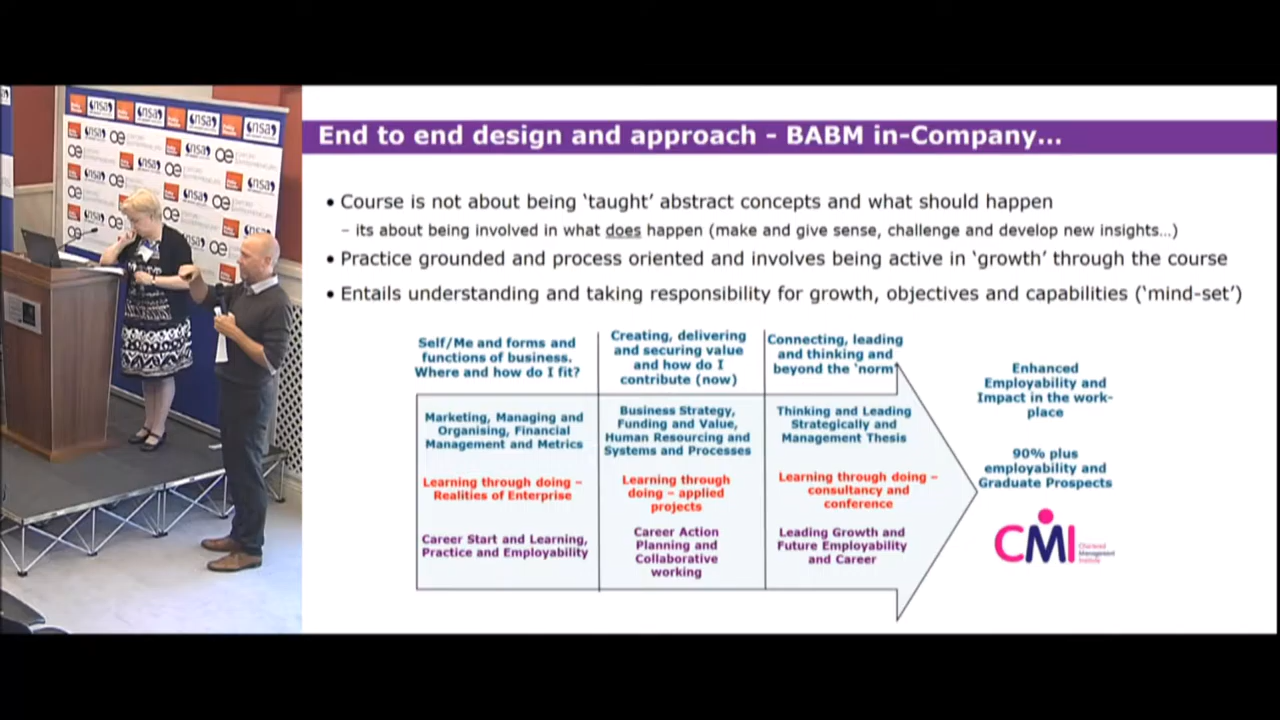 End to end design and approach - BABM in-Company...
• Course is not about being ‘taught’ abstract concepts and what should happen
– its about being involved in what does happen (make and give sense, challenge and develop new insights...)
• Practice grounded and process oriented and involves being active in ‘growth’ through the course
• Entails understanding and taking responsibility for growth, objectives and capabilities (‘mind-set’)
Self/Me and forms and
functions of business.
Where and how do I fit?
Creating, delivering
and securing value
and how do I
contribute (now)
Connecting, leading
and thinking and
beyond the ‘norm’
Marketing, Managing and
Organising, Financial
Management and Metrics
Business Strategy,
Funding and Value,
Human Resourcing and
Systems and Processes
Thinking and Leading
Strategically and
Management Thesis
Learning through doing –
Realities of Enterprise
Learning through
doing – applied
projects
Learning through doing –
consultancy and
conference
Career Start and Learning,
Practice and Employability
Career Action
Planning and
Collaborative
working
Leading Growth and
Future Employability
and Career
Enhanced
Employability and
Impact in the work-
place
90% plus
employability and
Graduate Prospects
CMI
Chartered
Management
Institute
nsa
nsa
nsa
nsa
oe